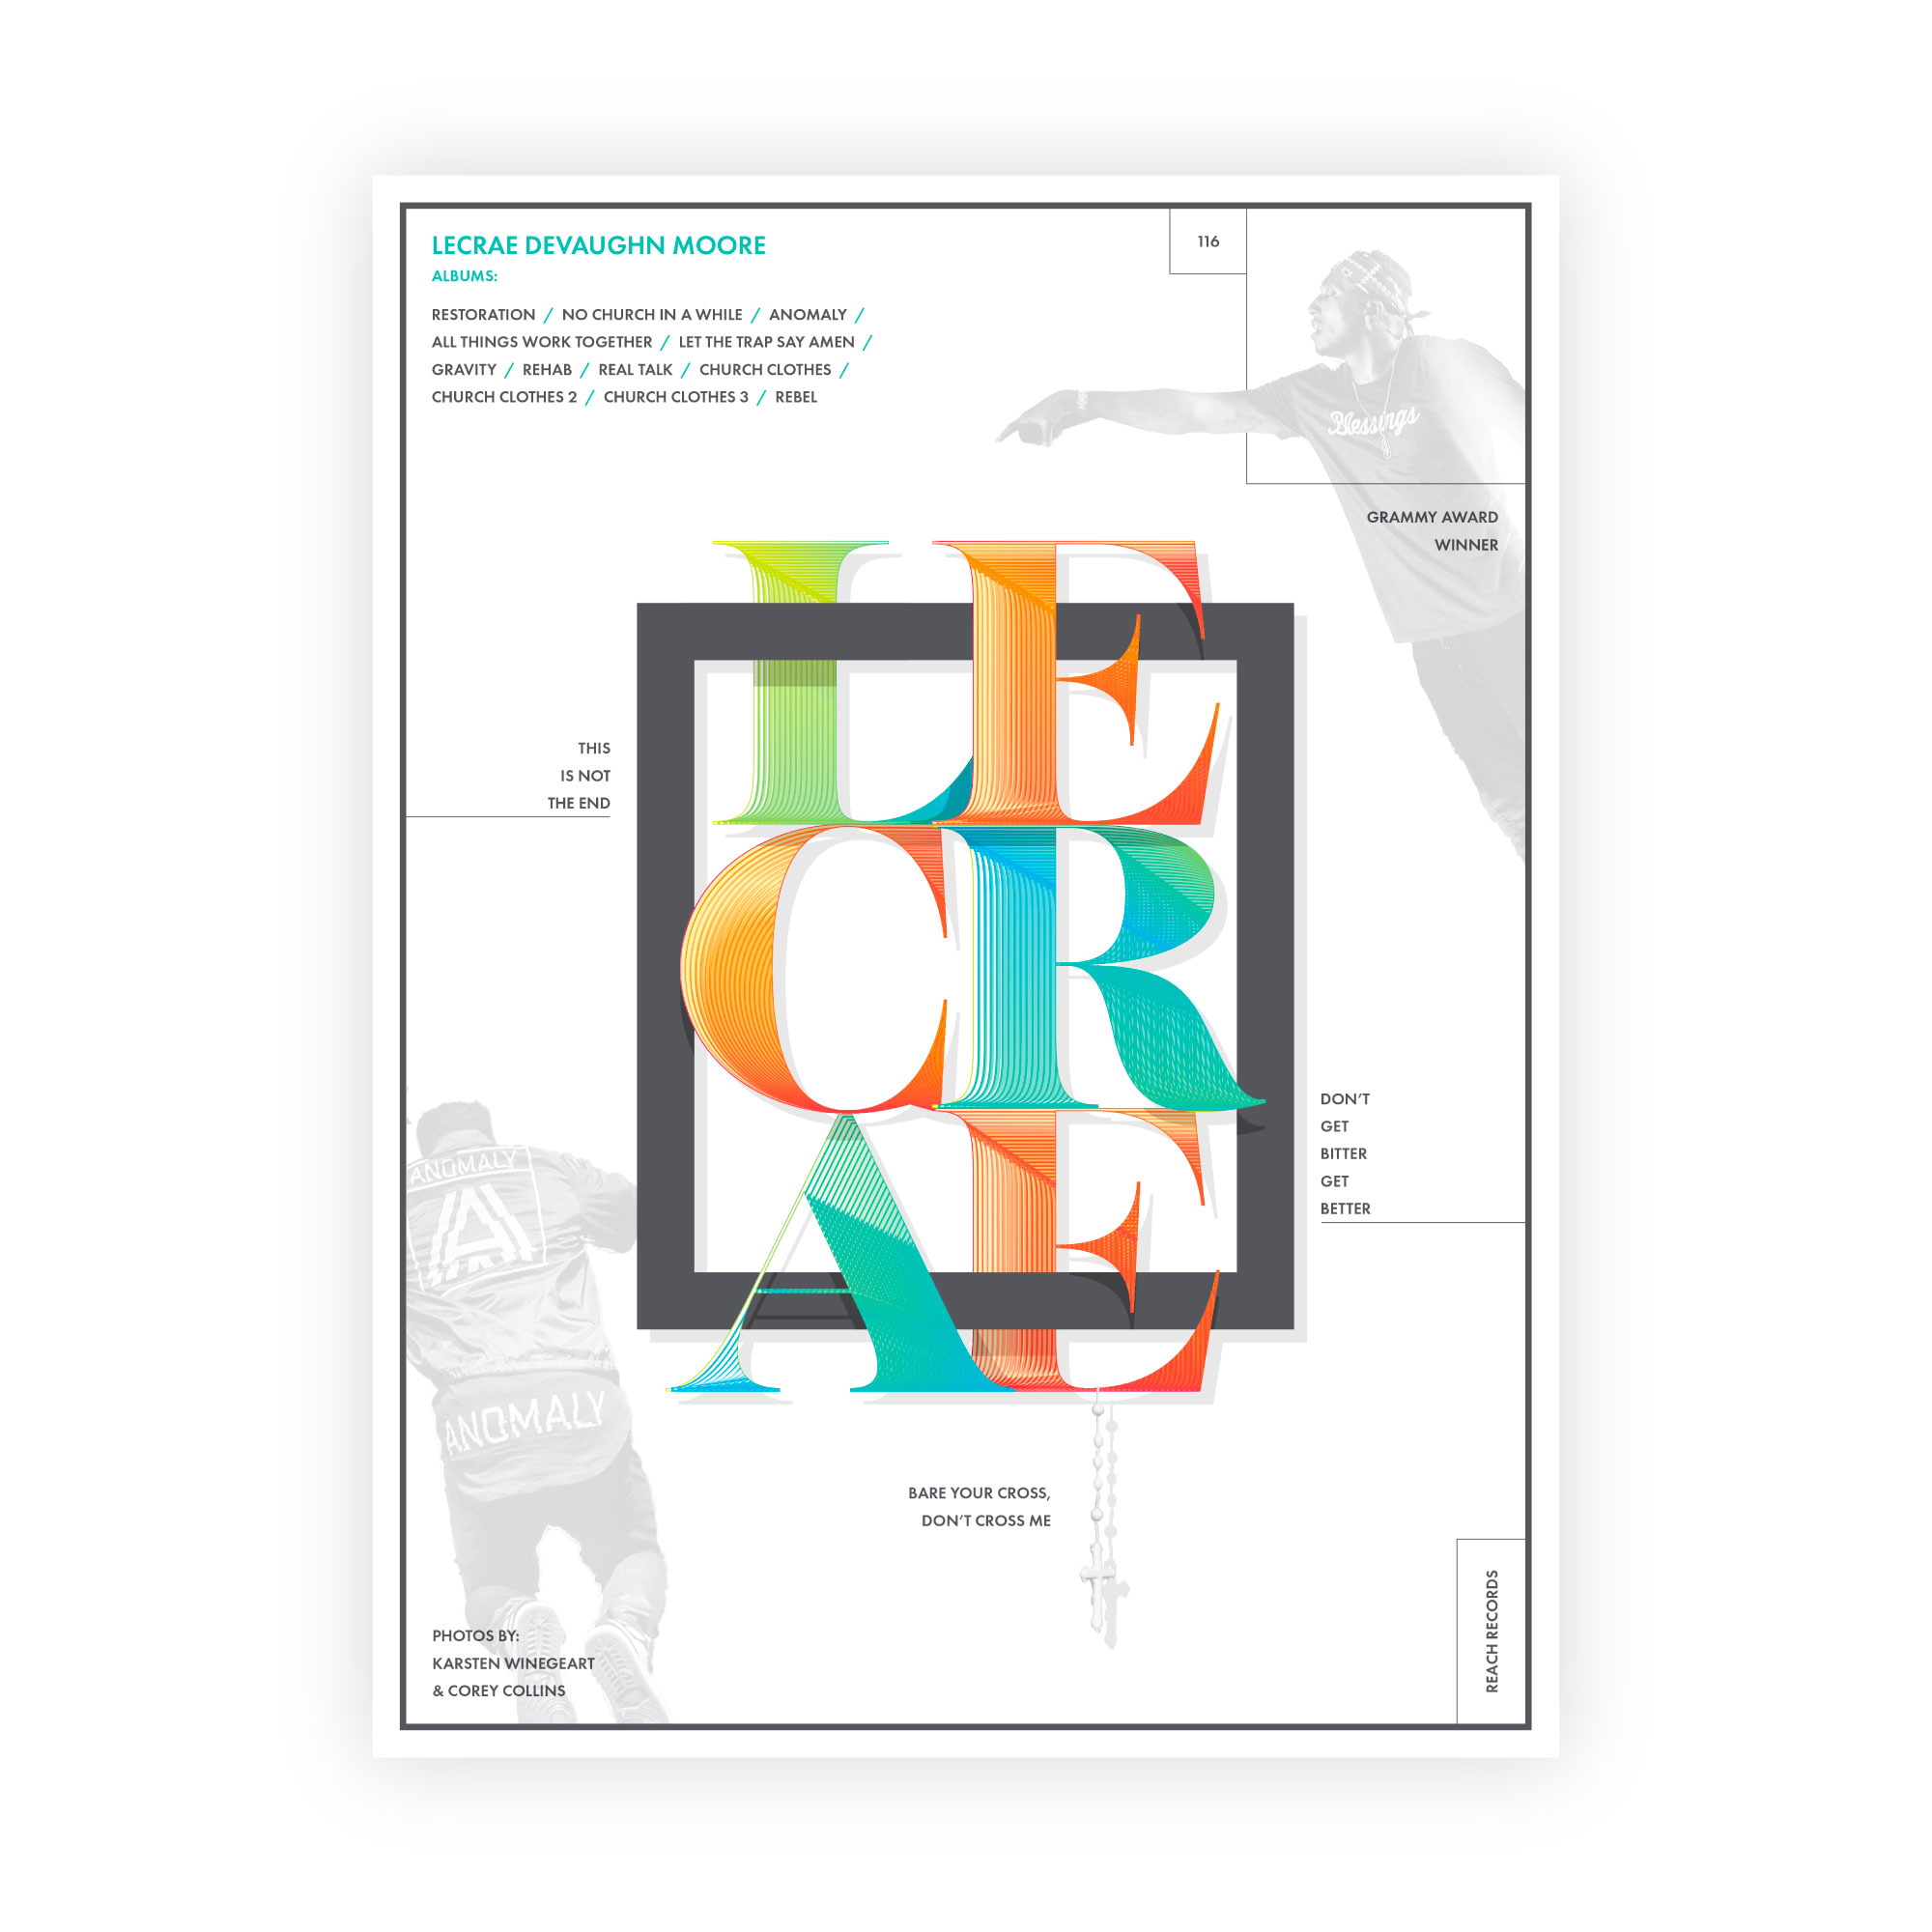 LECRAE DEVAUGHN MOORE
ALBUMS:
RESTORATION / NO CHURCH IN A WHILE / ANOMALY /
ALL THINGS WORK TOGETHER / LET THE TRAP SAY AMEN /
GRAVITY / REHAB / REAL TALK / CHURCH CLOTHES /
CHURCH CLOTHES 2 / CHURCH CLOTHES 3 / REBEL
116
Blessings
GRAMMY AWARD
WINNER
LE
CR
AE
THIS
IS NOT
THE END
DON'T
GET
BITTER
GET
BETTER
ANOMALY
A
ANOMALY
BARE YOUR CROSS,
DON'T CROSS ME
PHOTOS BY:
KARSTEN WINEGEART
& COREY COLLINS
REACH RECORDS